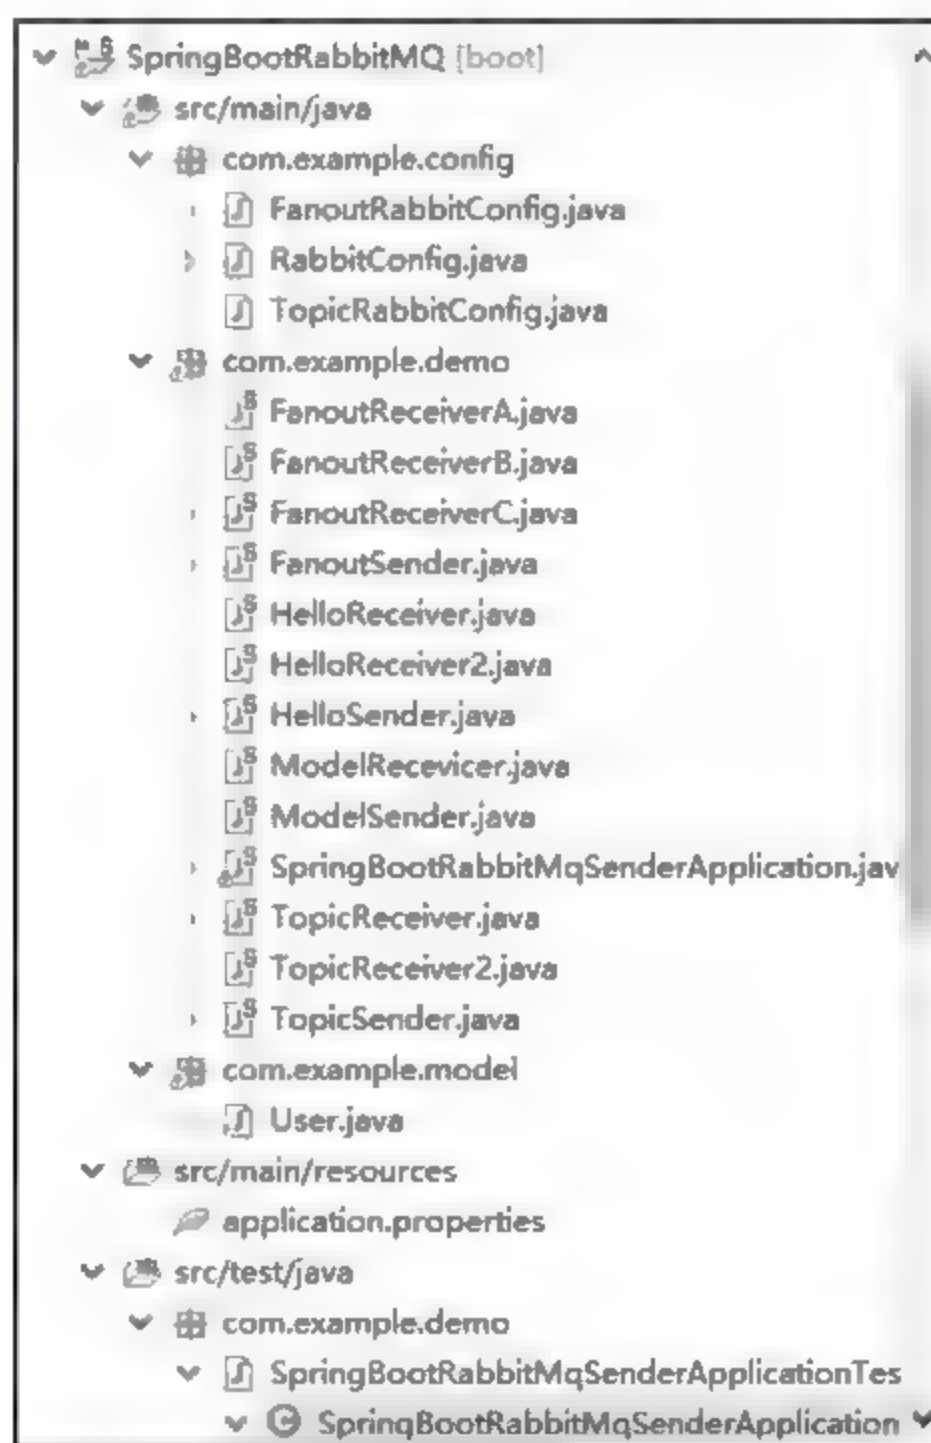 SpringBootRabbitMQ [boot]
src/main/java
com.example.config
FanoutRabbitConfig.java
RabbitConfig.java
TopicRabbitConfig.java
com.example.demo
FanoutReceiverA.java
FanoutReceiverB.java
FanoutReceiverC.java
FanoutSender.java
HelloReceiver.java
HelloReceiver2.java
HelloSender.java
ModelRecevicer.java
ModelSender.java
SpringBootRabbitMqSenderApplication.jav
TopicReceiver.java
TopicReceiver2.java
TopicSender.java
com.example.model
User.java
src/main/resources
application.properties
src/test/java
com.example.demo
SpringBootRabbitMqSenderApplicationTes
SpringBootRabbitMqSenderApplication